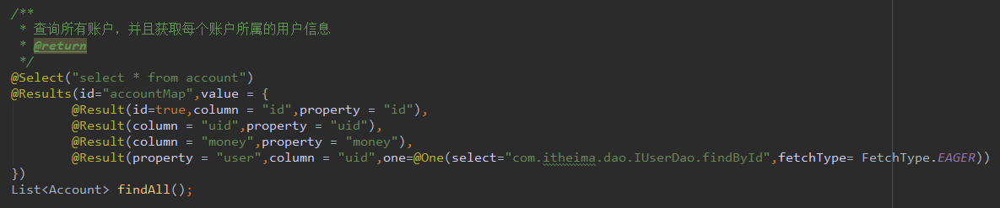 /**
* 查询所有账户，并且获取每个账户所属的用户信息
* @return
*/
@Select("select * from account")
@Results(id="accountMap",value = {
@Result(id=true,column = "id",property = "id"),
@Result(column = "uid",property = "uid"),
@Result(column = "money",property = "money"),
@Result(property = "user",column = "uid",one=@One(select="com.itheima.dao.IUserDao.findById",fetchType= FetchType.EAGER))
})
List<Account> findAll();